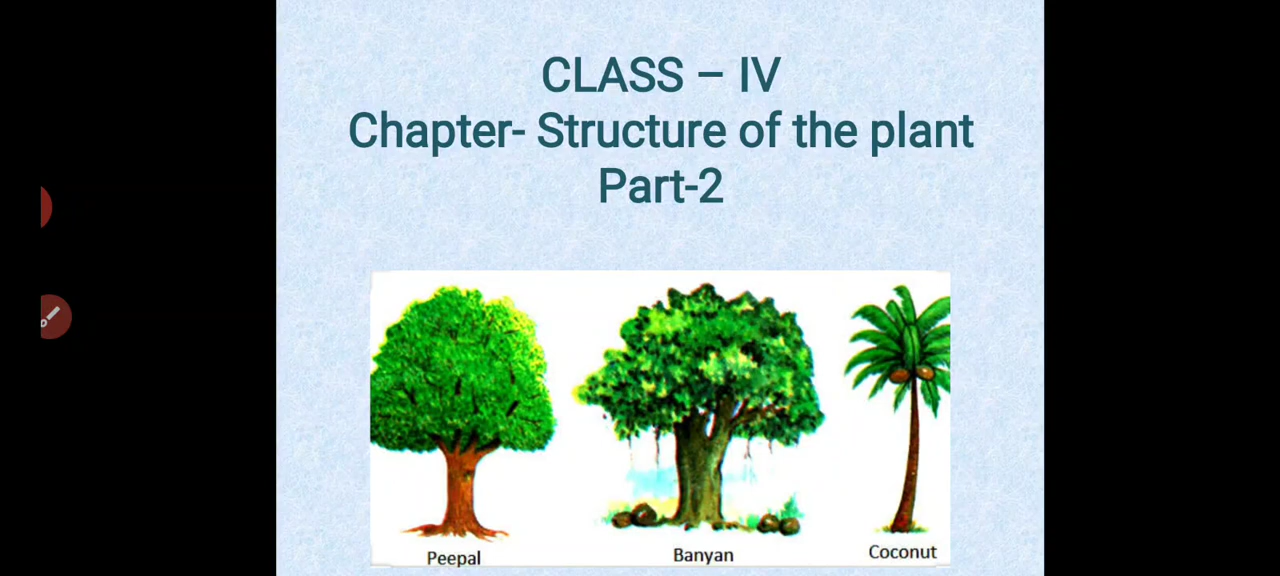 CLASS – IV
Chapter- Structure of the plant
Part-2
Peepal Banyan Coconut